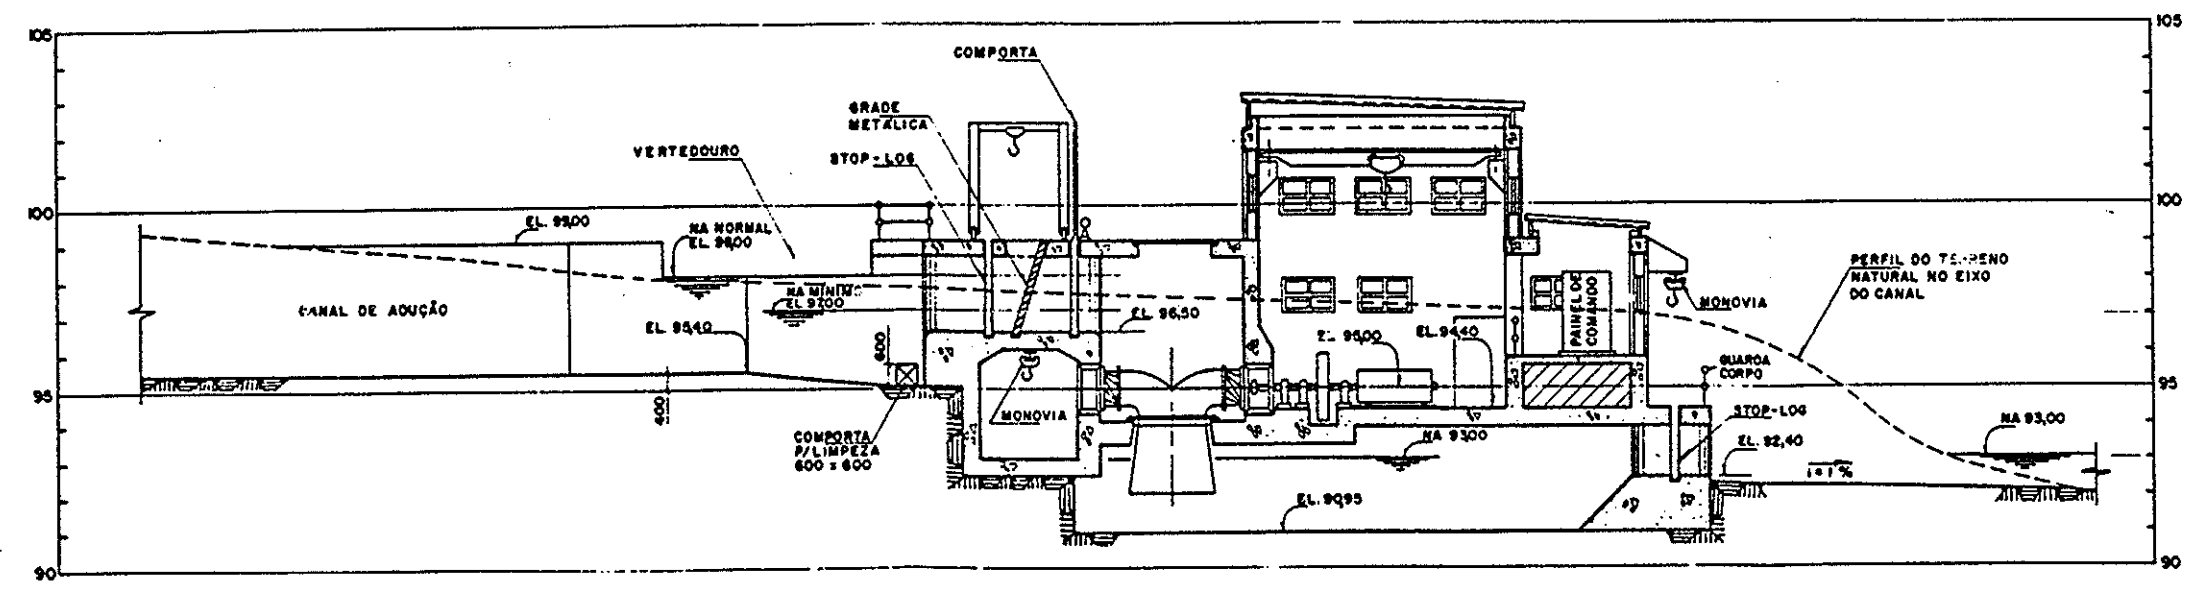 105
105
COMPORTA
GRADE
METÁLICA
VERTEDOURO
STOP-LOG
100
100
EL. 99,00
NA NORMAL
EL. 98,00
PERFIL DO TERRENO
NATURAL NO EIXO
DO CANAL
CANAL DE ADUÇÃO
NA MÍNIMO
EL 97,00
MONOVIA
PAINEL DE
COMANDO
EL. 96,50
EL. 95,40
EL. 95,00
EL. 94,40
600
GUARDA
CORPO
95
95
400
MONOVIA
STOP-LOG
NA 93,00
COMPORTA
P/LIMPEZA
600 x 600
NA 93,00
EL. 92,40
i=1%
EL. 90,95
90
90